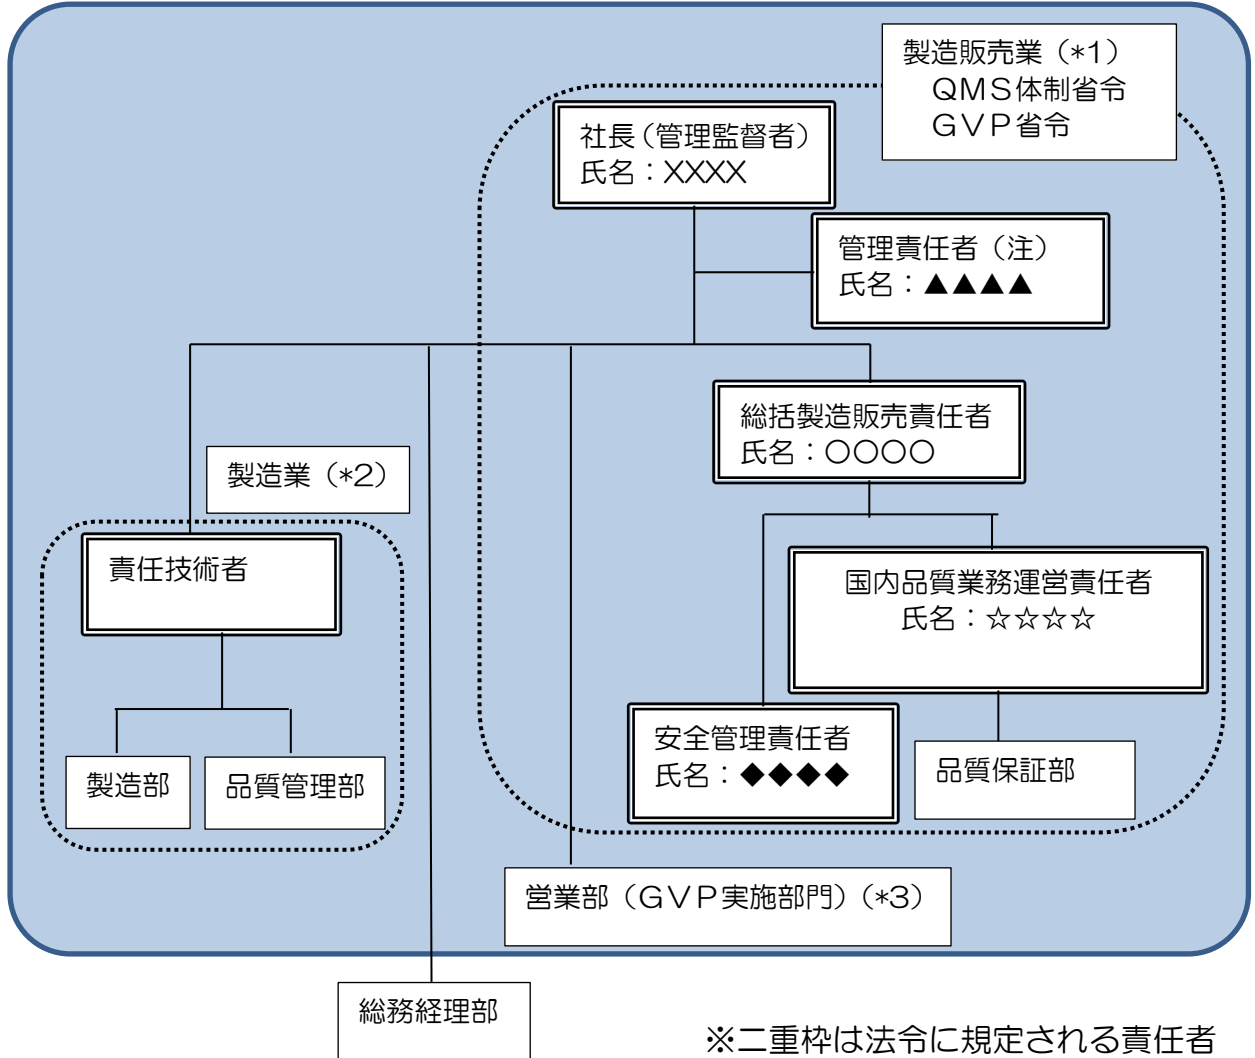 製造販売業（*1）
ＱＭＳ体制省令
ＧＶＰ省令
社長（管理監督者）
氏名：XXXX
管理責任者（注）
氏名：▲▲▲▲
総括製造販売責任者
氏名：○○○○
製造業（*2）
責任技術者
国内品質業務運営責任者
氏名：☆☆☆☆
安全管理責任者
氏名：◆◆◆◆
品質保証部
製造部
品質管理部
営業部（ＧＶＰ実施部門）（*3）
総務経理部
※二重枠は法令に規定される責任者